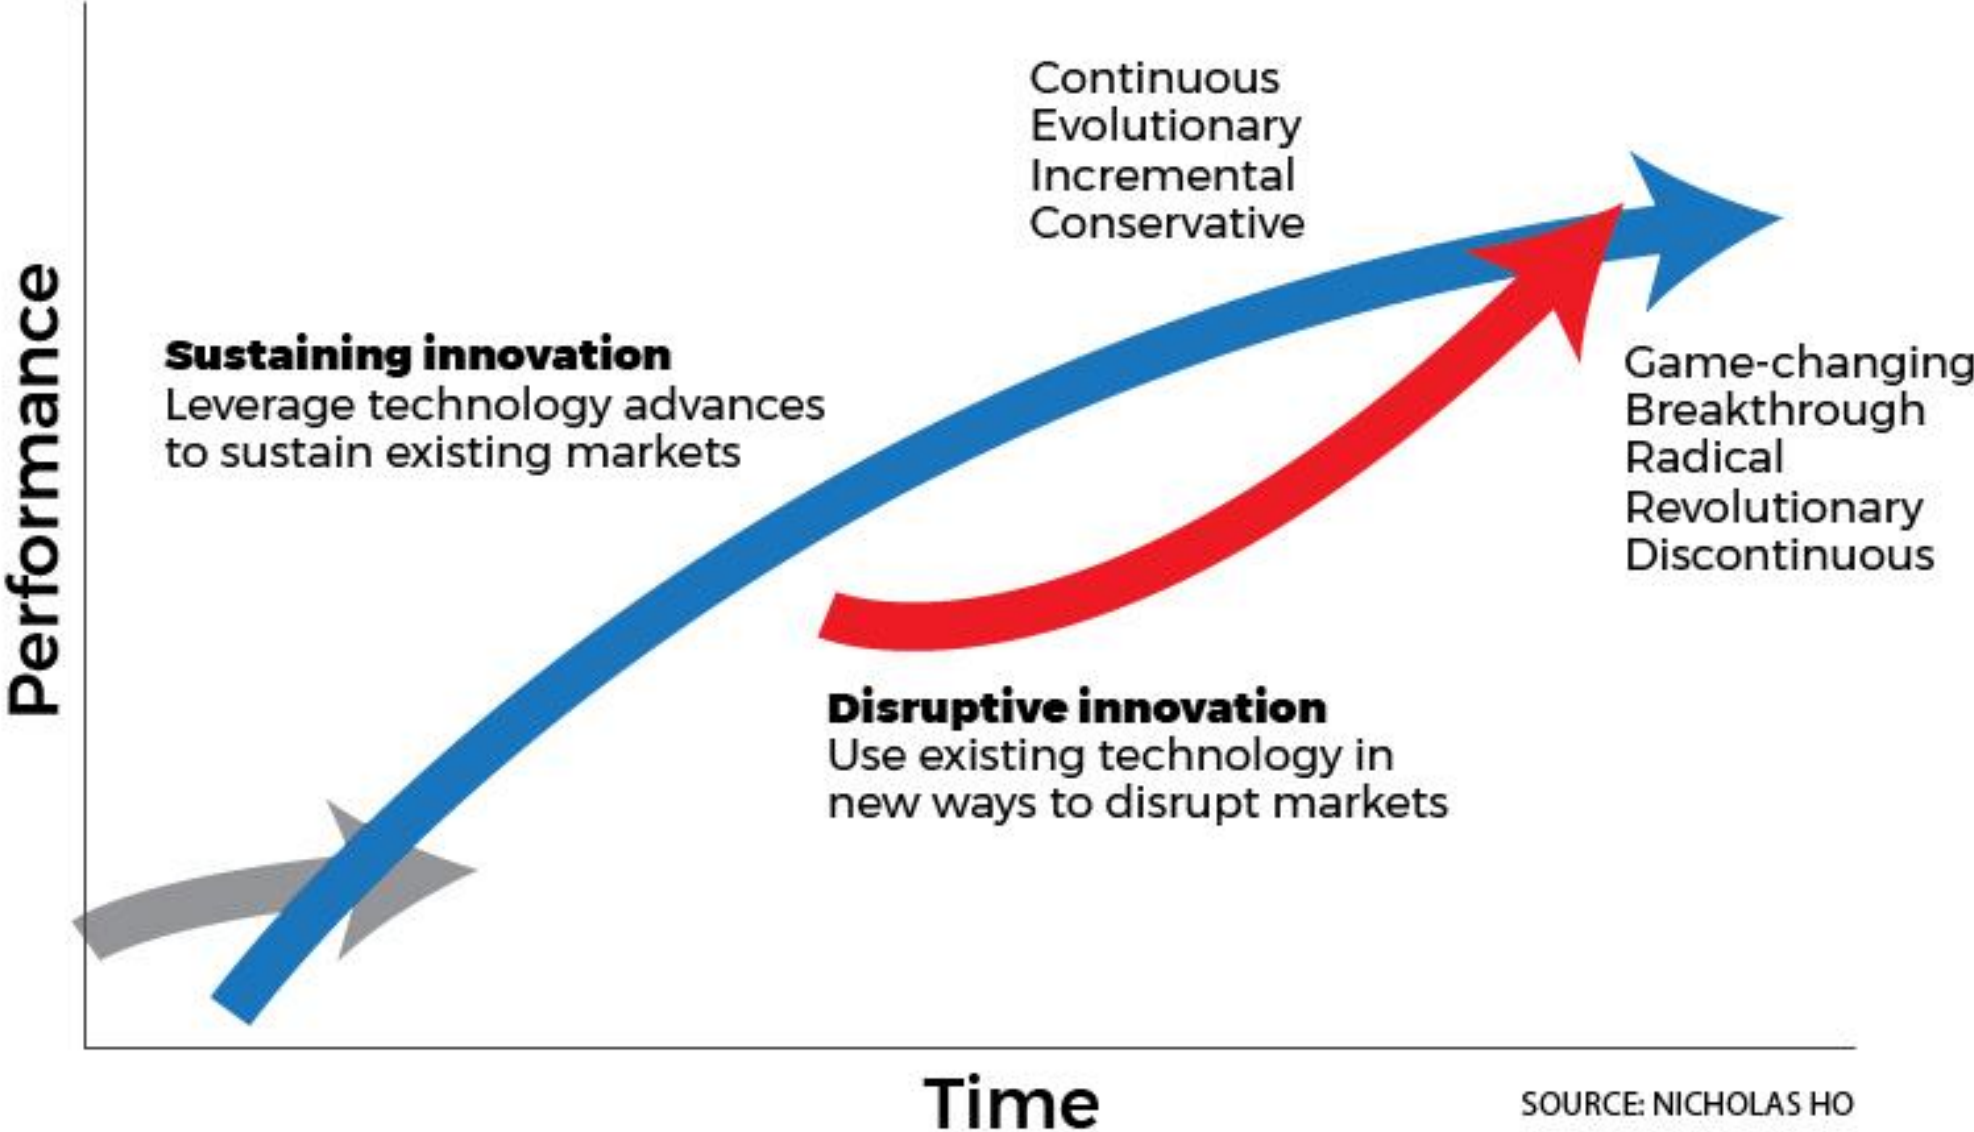 Continuous
Evolutionary
Incremental
Conservative
Performance
Sustaining innovation
Leverage technology advances
to sustain existing markets
Game-changing
Breakthrough
Radical
Revolutionary
Discontinuous
Disruptive innovation
Use existing technology in
new ways to disrupt markets
Time
SOURCE: NICHOLAS HO